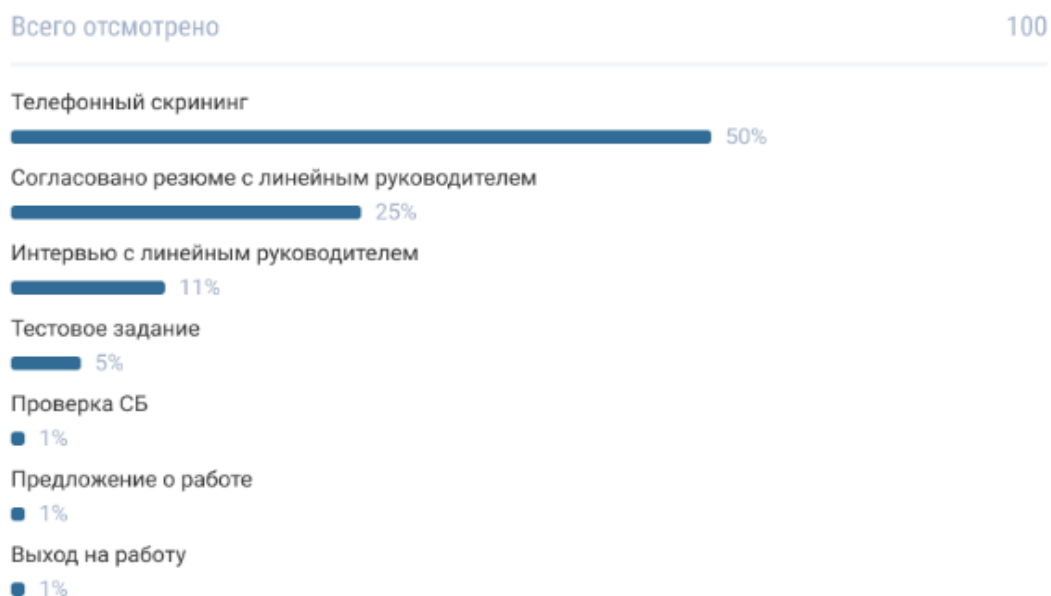 Всего отсмотрено 100
Телефонный скрининг
50%
Согласовано резюме с линейным руководителем
25%
Интервью с линейным руководителем
11%
Тестовое задание
5%
Проверка СБ
1%
Предложение о работе
1%
Выход на работу
1%